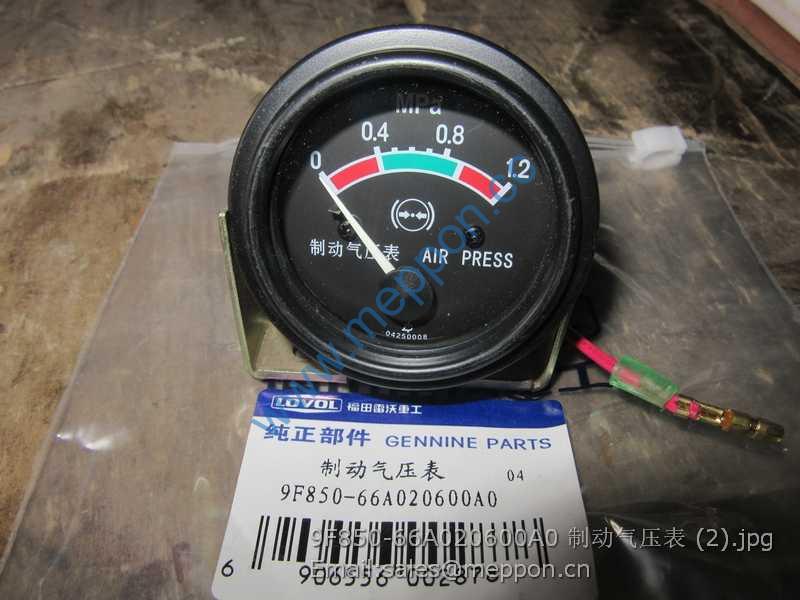 MPa
0 0.4 0.8 1.2
制动气压表 AIR PRESS
04250008
www.meppon.cc
LOVOL 福田雷沃重工
纯正部件 GENNINE PARTS
制动气压表 04
9F850-66A020600A0
9F850-66A020600A0 制动气压表 (2).jpg
6
Email-sales@meppon.cn